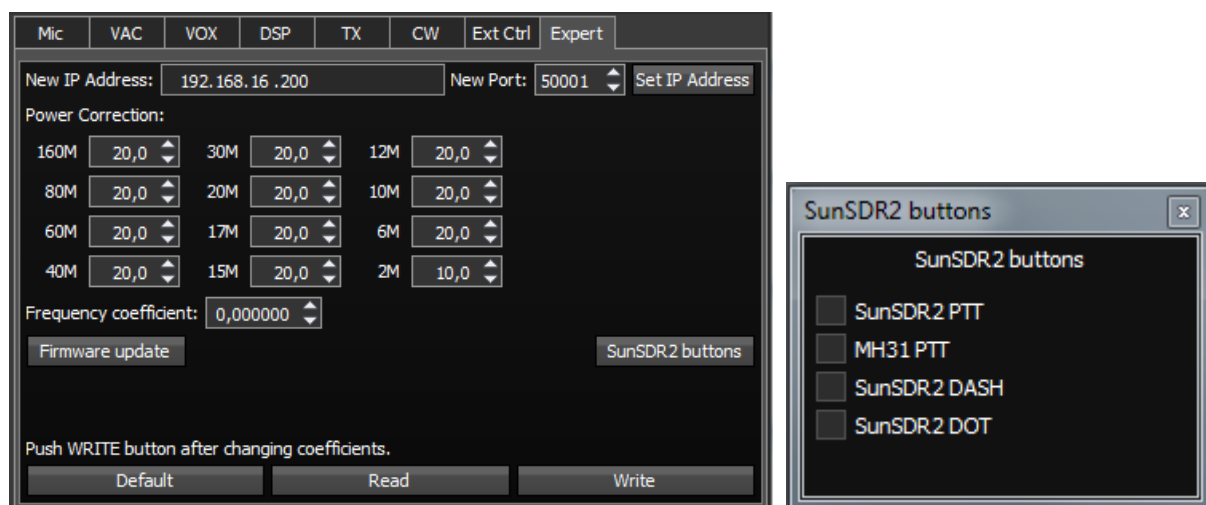 Mic VAC VOX DSP TX CW Ext Ctrl Expert
New IP Address: 192.168.16 .200 New Port: 50001 Set IP Address
Power Correction:
160M 20,0 30M 20,0 12M 20,0
80M 20,0 20M 20,0 10M 20,0
60M 20,0 17M 20,0 6M 20,0
40M 20,0 15M 20,0 2M 10,0
Frequency coefficient: 0,000000
Firmware update SunSDR2 buttons
Push WRITE button after changing coefficients.
Default Read Write
SunSDR2 buttons x
SunSDR2 buttons
SunSDR2 PTT
MH31 PTT
SunSDR2 DASH
SunSDR2 DOT